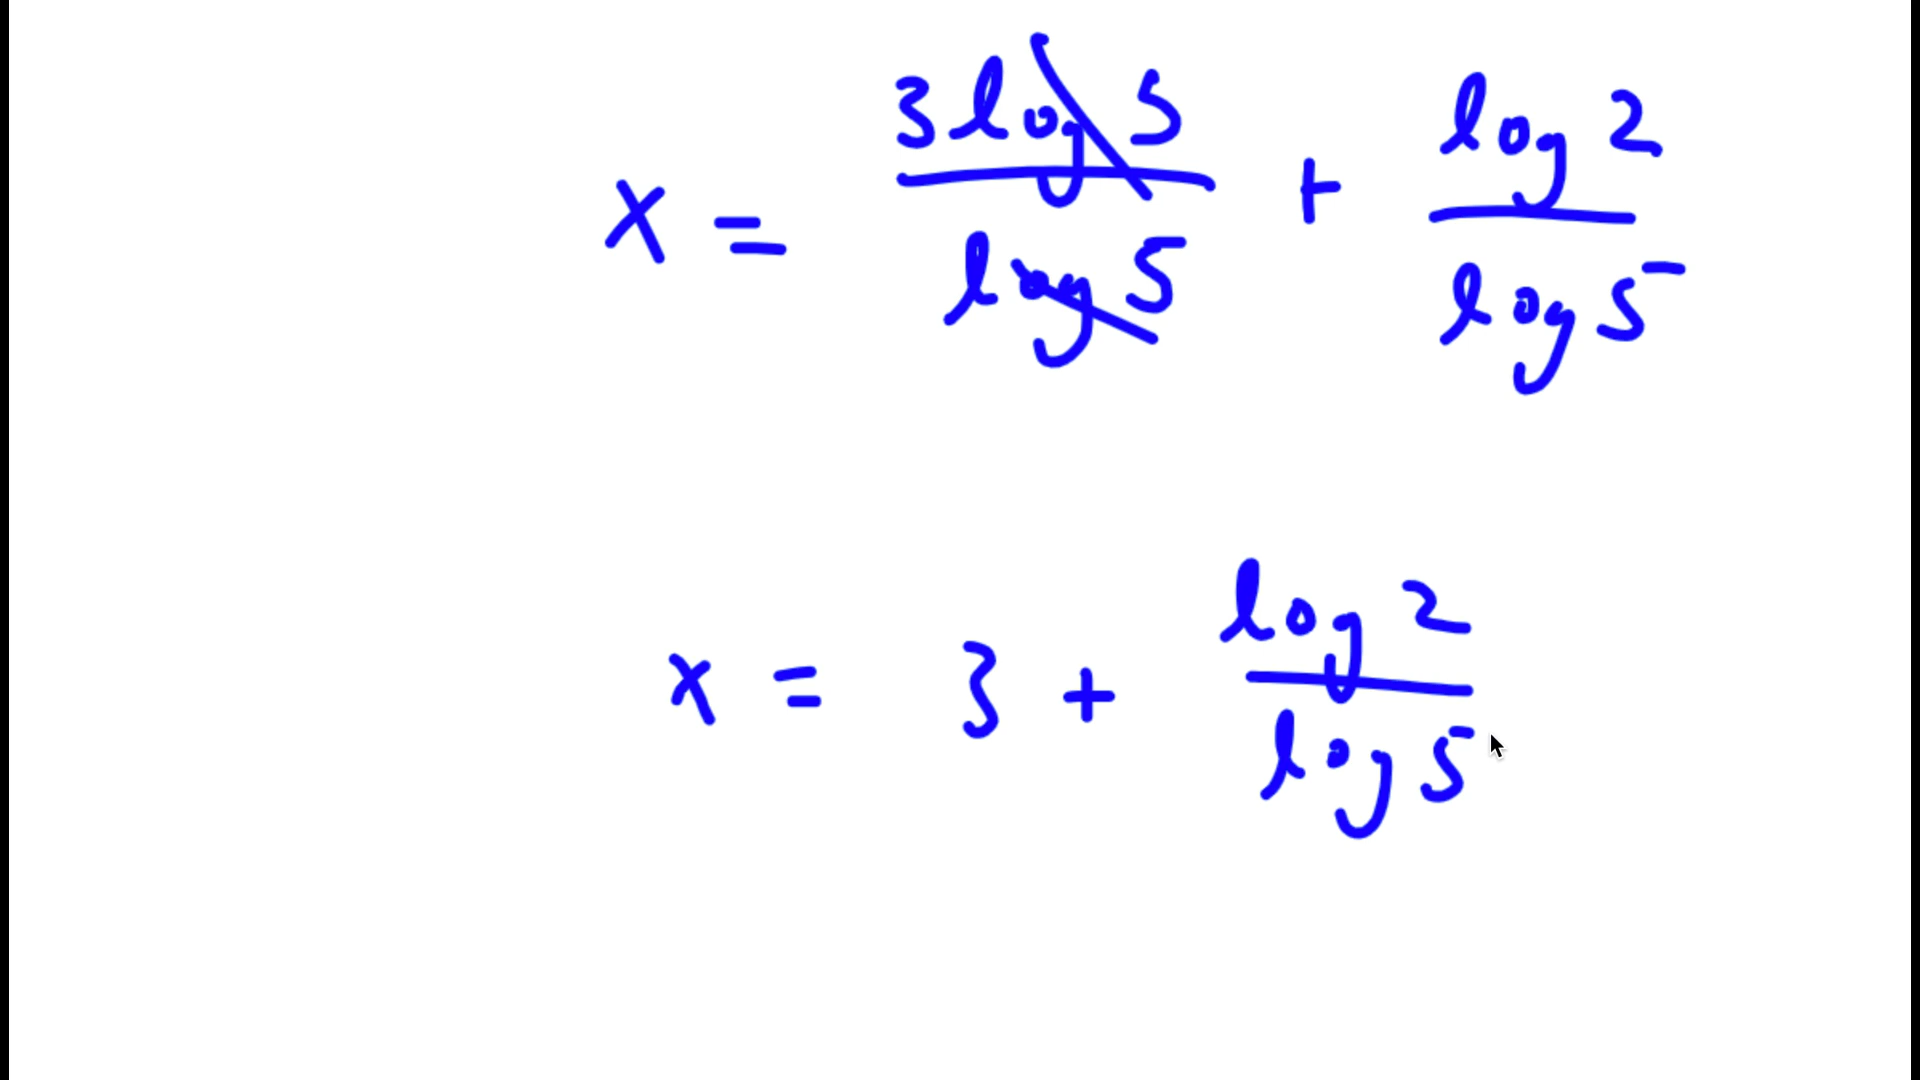 x = 3 log 5 / log 5 + log 2 / log 5
x = 3 + log 2 / log 5